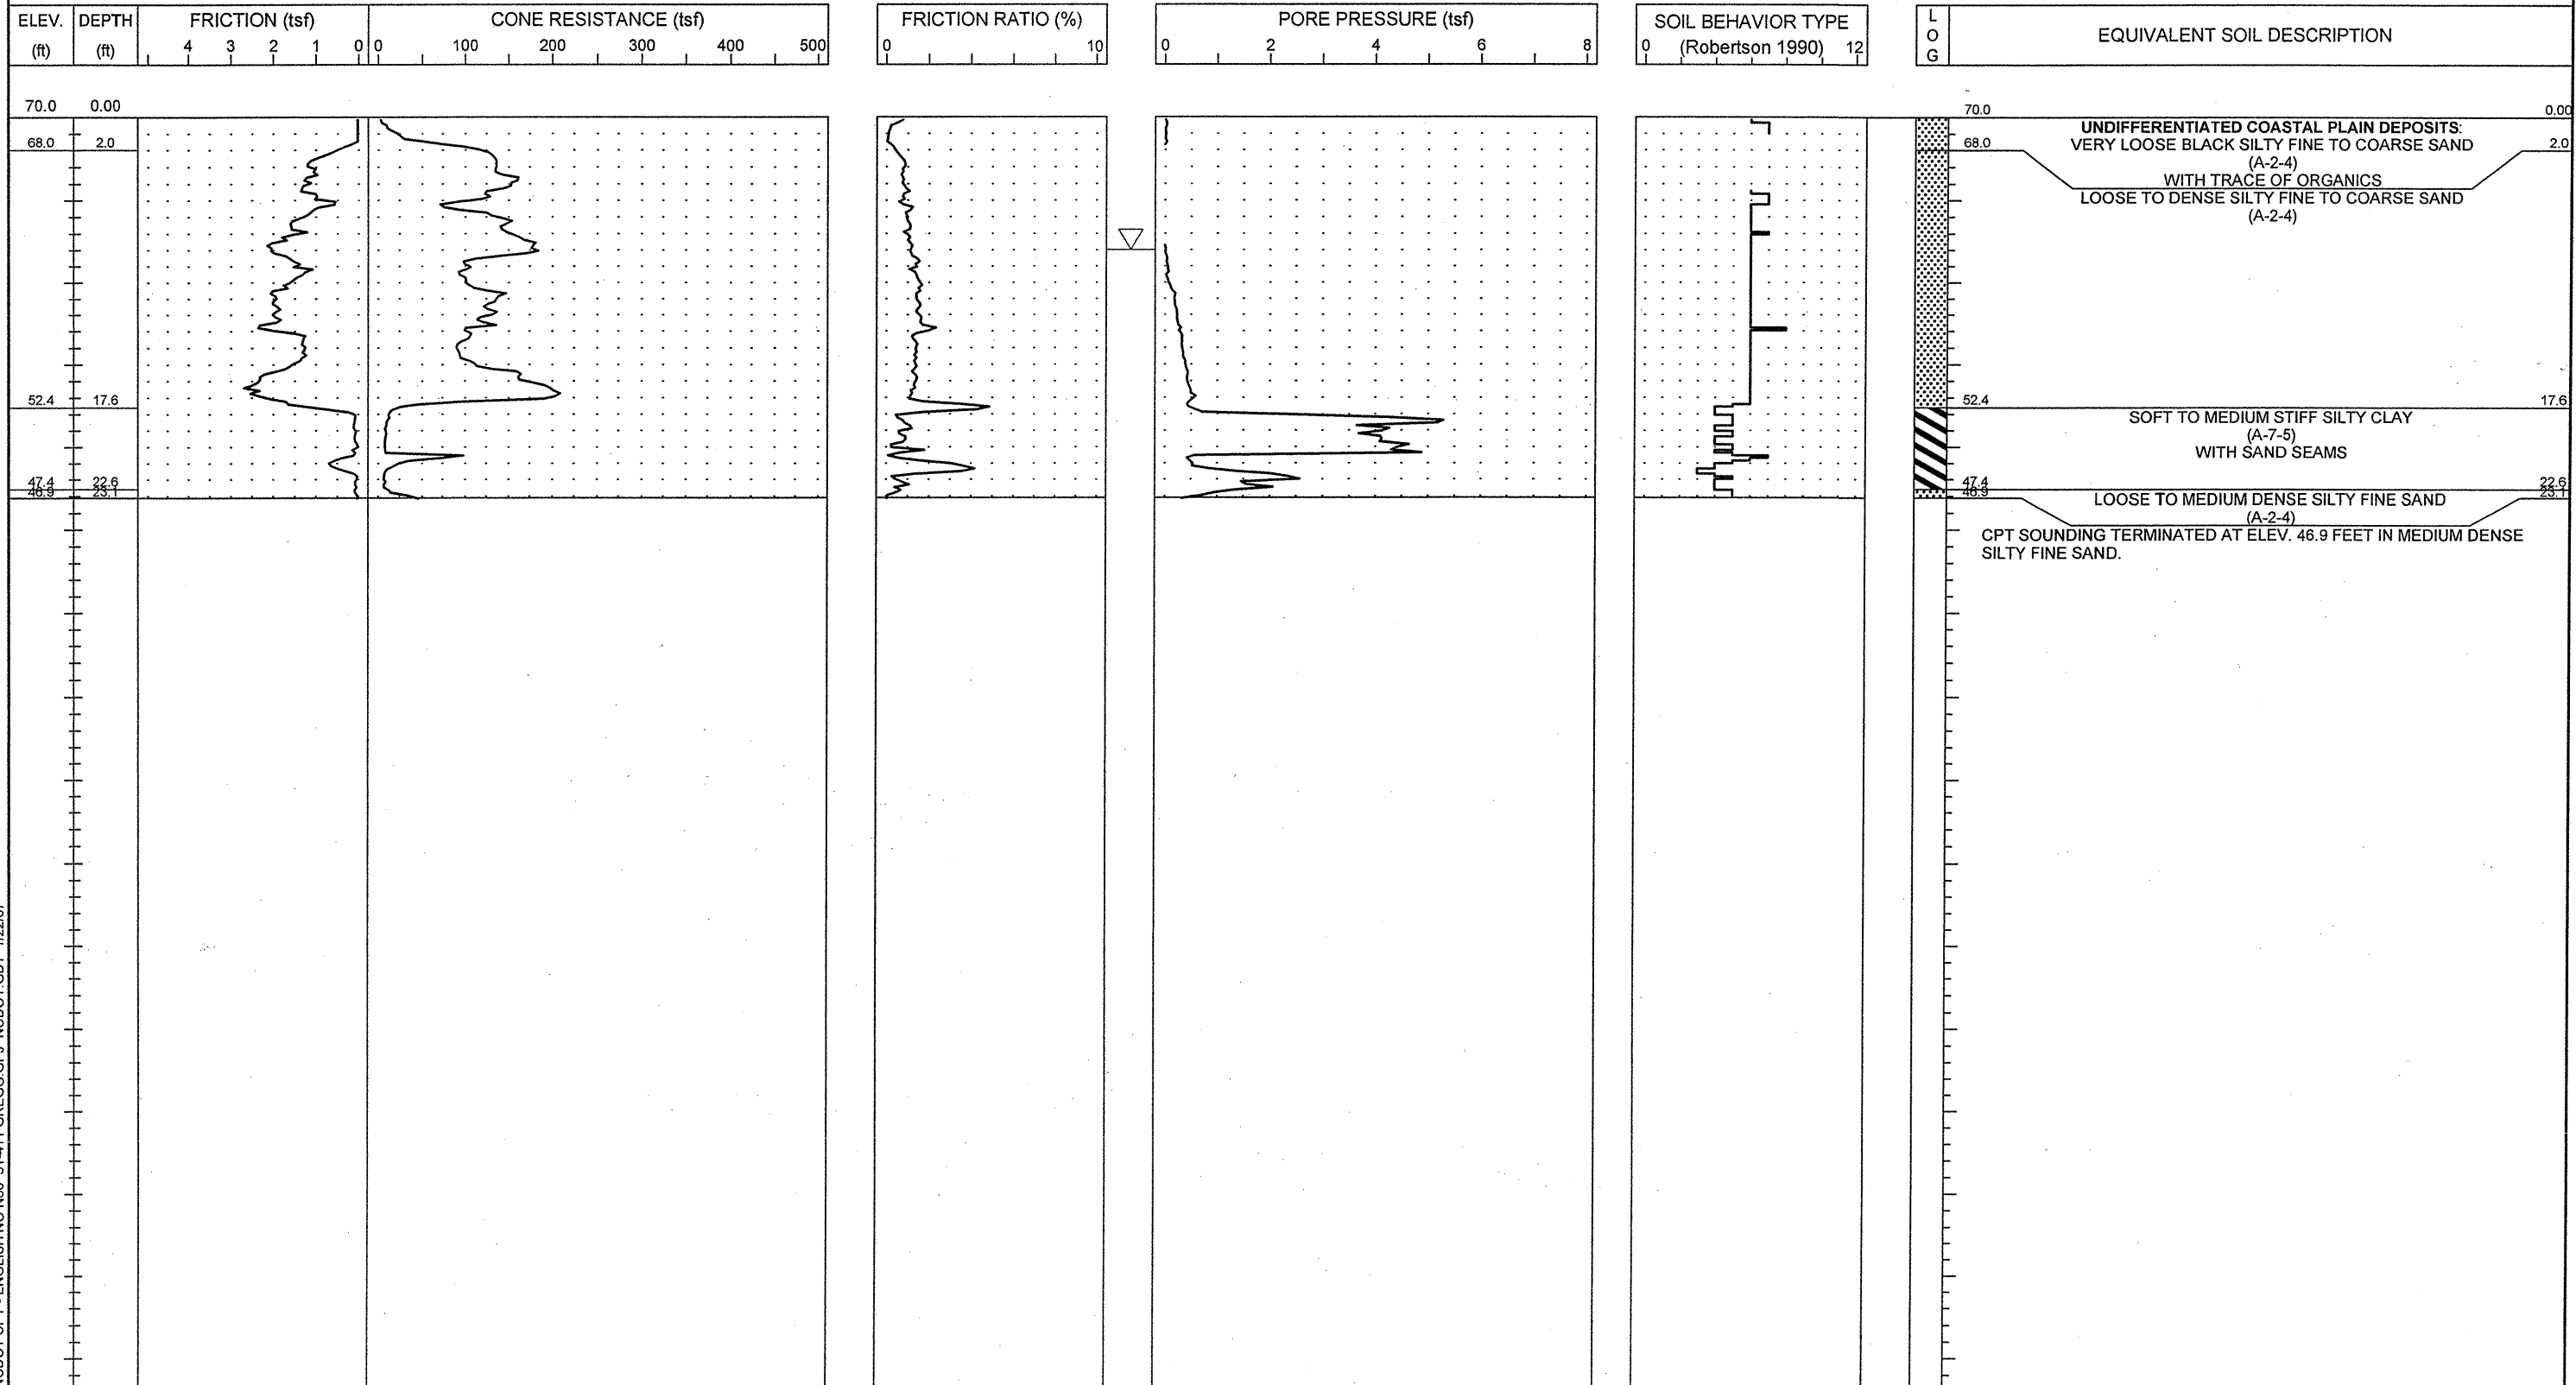 ELEV. DEPTH FRICTION (tsf) CONE RESISTANCE (tsf) FRICTION RATIO (%) PORE PRESSURE (tsf) SOIL BEHAVIOR TYPE L O G EQUIVALENT SOIL DESCRIPTION
(ft) (ft) 4 3 2 1 0 0 100 200 300 400 500 0 10 0 2 4 6 8 0 (Robertson 1990) 12
70.0 0.00 70.0 0.00
UNDIFFERENTIATED COASTAL PLAIN DEPOSITS:
68.0 2.0 68.0 VERY LOOSE BLACK SILTY FINE TO COARSE SAND 2.0
(A-2-4)
WITH TRACE OF ORGANICS
LOOSE TO DENSE SILTY FINE TO COARSE SAND
(A-2-4)
52.4 17.6 52.4 17.6
SOFT TO MEDIUM STIFF SILTY CLAY
(A-7-5)
WITH SAND SEAMS
47.4 22.6 47.4 22.6
46.9 23.1 46.9 23.1
LOOSE TO MEDIUM DENSE SILTY FINE SAND
(A-2-4)
CPT SOUNDING TERMINATED AT ELEV. 46.9 FEET IN MEDIUM DENSE
SILTY FINE SAND.